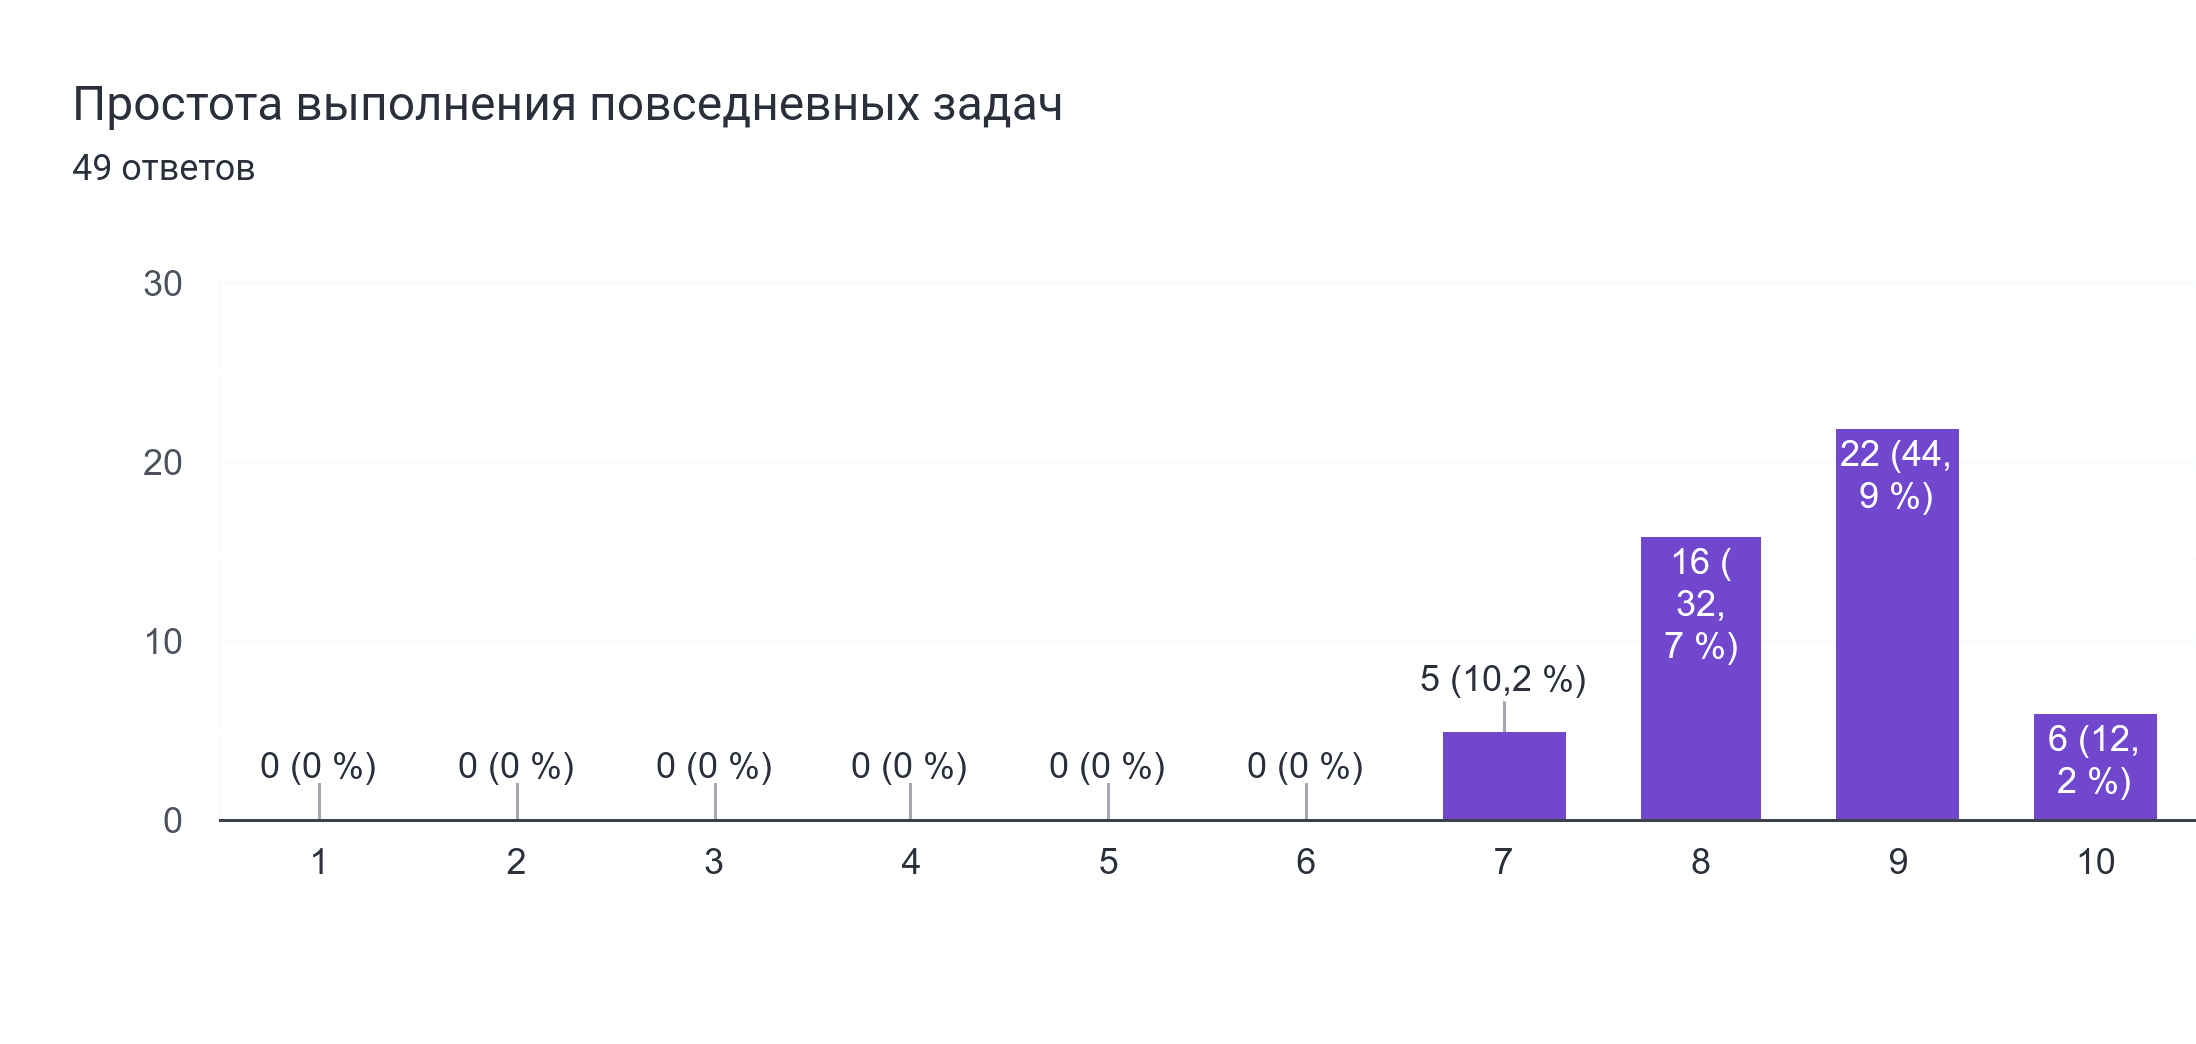 Простота выполнения повседневных задач
49 ответов
30
20
10
0
0 (0 %)
0 (0 %)
0 (0 %)
0 (0 %)
0 (0 %)
0 (0 %)
5 (10,2 %)
16 (
32,
7 %)
22 (44,
9 %)
6 (12,
2 %)
1 2 3 4 5 6 7 8 9 10